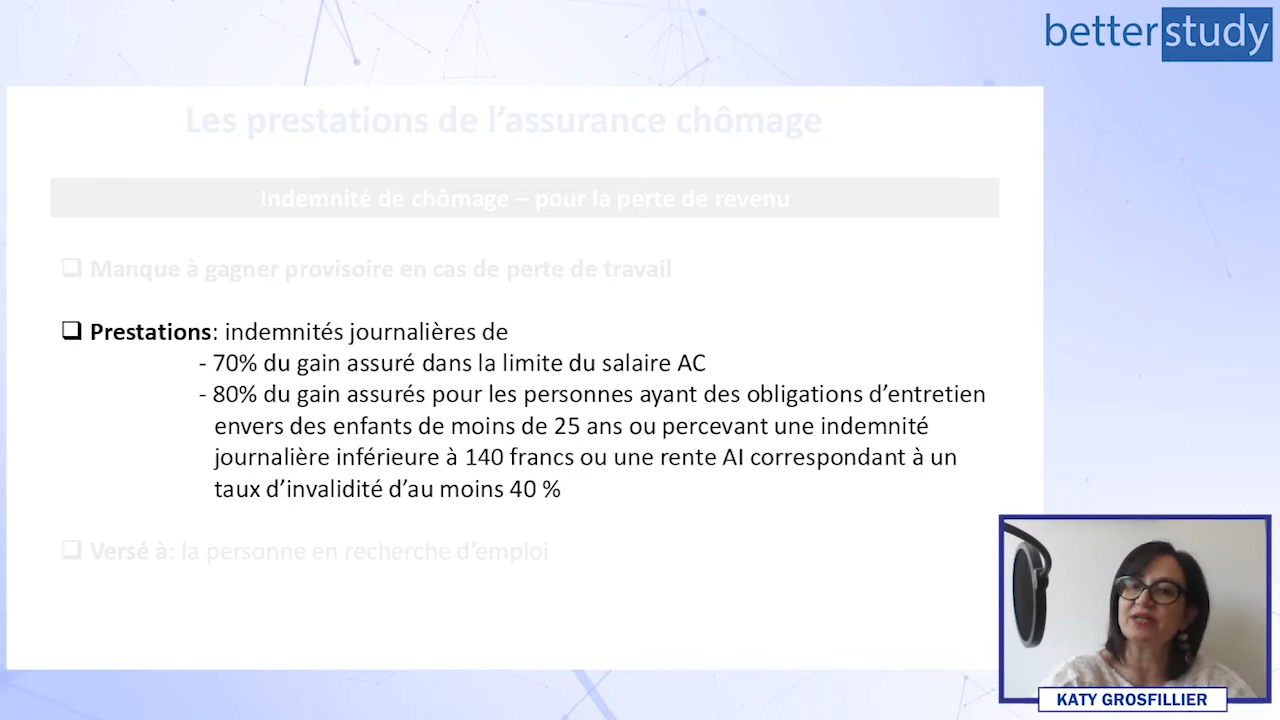 betterstudy
Les prestations de l’assurance chômage
Indemnité de chômage – pour la perte de revenu
❑ Manque à gagner provisoire en cas de perte de travail
❑ Prestations: indemnités journalières de
- 70% du gain assuré dans la limite du salaire AC
- 80% du gain assurés pour les personnes ayant des obligations d’entretien
envers des enfants de moins de 25 ans ou percevant une indemnité
journalière inférieure à 140 francs ou une rente AI correspondant à un
taux d’invalidité d’au moins 40 %
❑ Versé à: la personne en recherche d’emploi
KATY GROSFILLIER